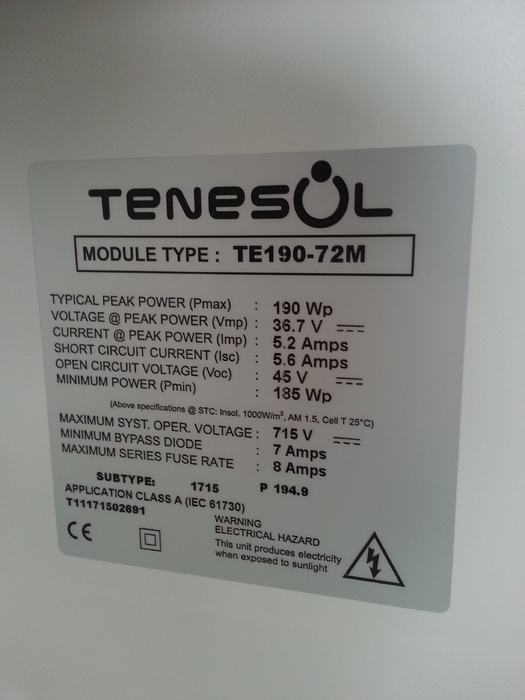 TENESOL
MODULE TYPE : TE190-72M
TYPICAL PEAK POWER (Pmax) : 190 Wp
VOLTAGE @ PEAK POWER (Vmp) : 36.7 V
CURRENT @ PEAK POWER (Imp) : 5.2 Amps
SHORT CIRCUIT CURRENT (Isc) : 5.6 Amps
OPEN CIRCUIT VOLTAGE (Voc) : 45 V
MINIMUM POWER (Pmin) : 185 Wp
(Above specifications @ STC: Insol. 1000W/m², AM 1.5, Cell T 25°C)
MAXIMUM SYST. OPER. VOLTAGE : 715 V
MINIMUM BYPASS DIODE : 7 Amps
MAXIMUM SERIES FUSE RATE : 8 Amps
SUBTYPE: 1715 P 194.9
APPLICATION CLASS A (IEC 61730)
T11171502691
CE
WARNING
ELECTRICAL HAZARD
This unit produces electricity
when exposed to sunlight